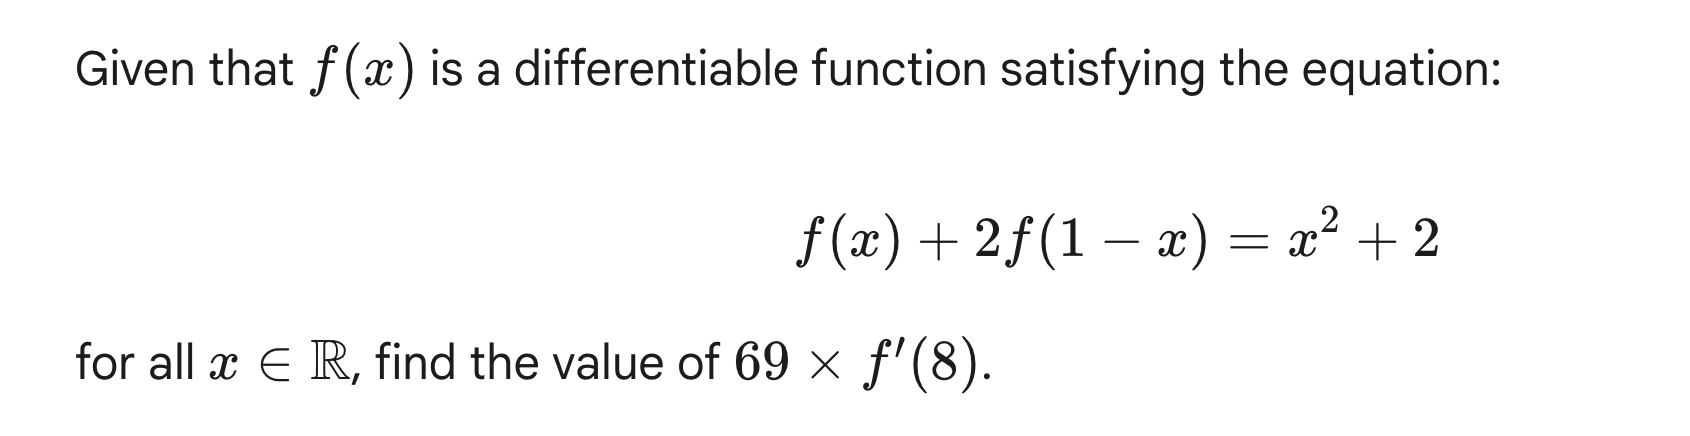 Given that f(x) is a differentiable function satisfying the equation:
f(x) + 2f(1 − x) = x² + 2
for all x ∈ ℝ, find the value of 69 × f′(8).